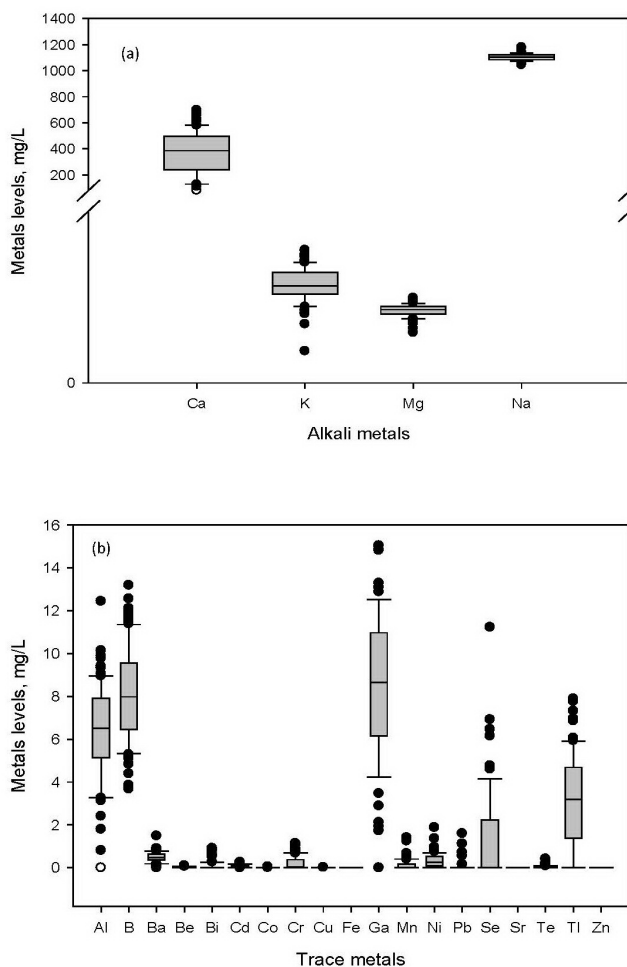 1400
1200
1000
800
600
400
200
0
(a)
Metals levels, mg/L
Ca K Mg Na
Alkali metals
16
14
12
10
8
6
4
2
0
(b)
Metals levels, mg/L
Al B Ba Be Bi Cd Co Cr Cu Fe Ga Mn Ni Pb Se Sr Te Tl Zn
Trace metals